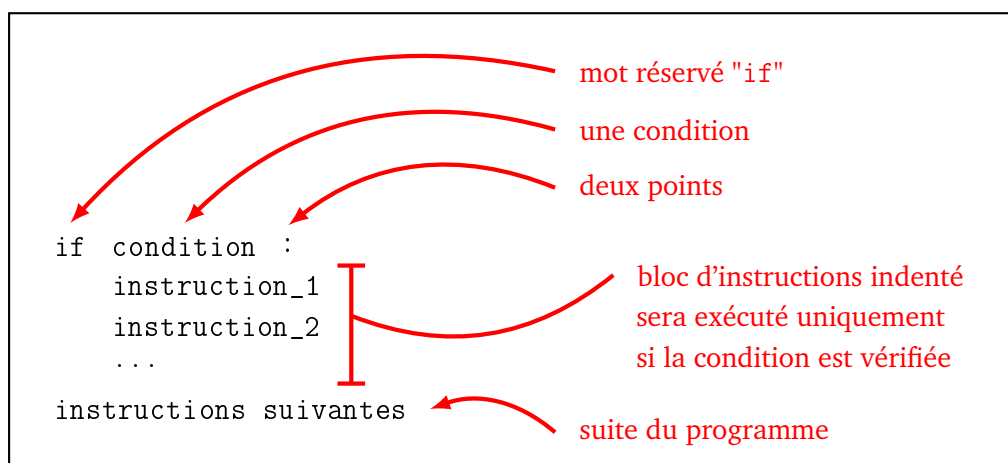 mot réservé "if"
une condition
deux points
if condition :
instruction_1
instruction_2
...
instructions suivantes
bloc d'instructions indenté
sera exécuté uniquement
si la condition est vérifiée
suite du programme